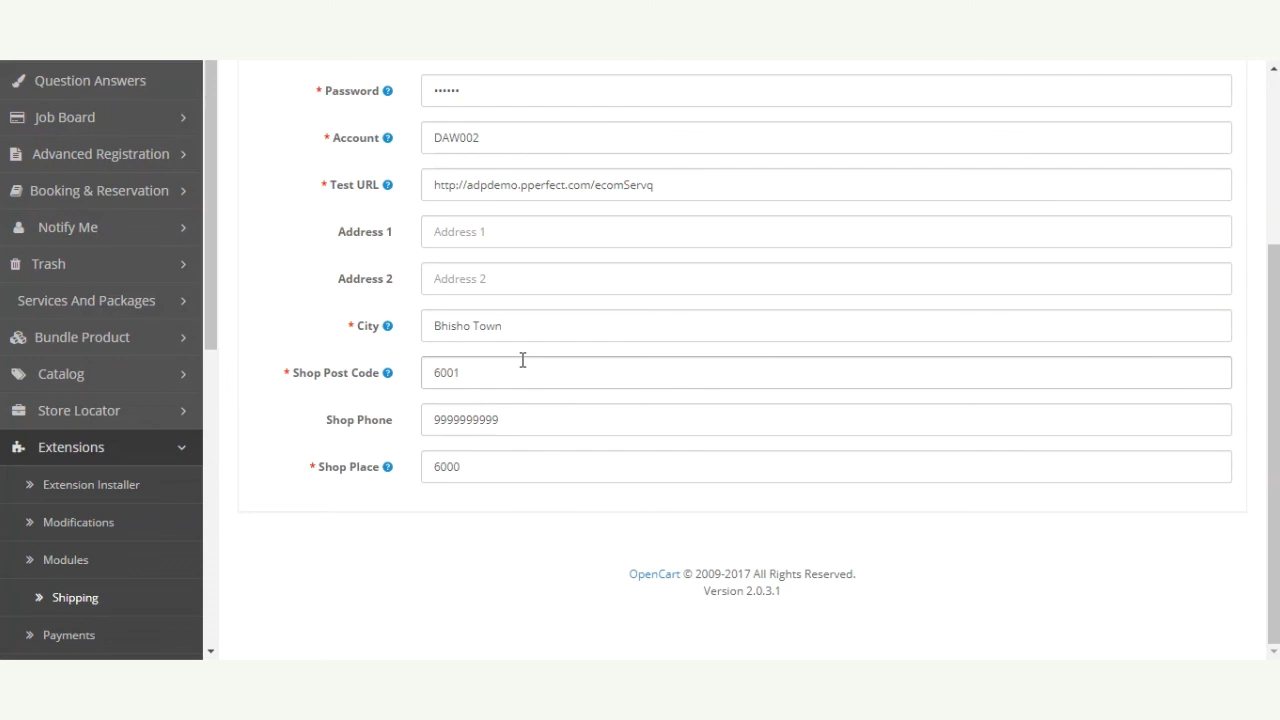 Question Answers
Job Board
Advanced Registration
Booking & Reservation
Notify Me
Trash
Services And Packages
Bundle Product
Catalog
Store Locator
Extensions
Extension Installer
Modifications
Modules
Shipping
Payments
* Password ? ••••••
* Account ? DAW002
* Test URL ? http://adpdemo.pperfect.com/ecomServq
Address 1 Address 1
Address 2 Address 2
* City ? Bhisho Town
* Shop Post Code ? 6001
Shop Phone 9999999999
* Shop Place ? 6000
OpenCart © 2009-2017 All Rights Reserved.
Version 2.0.3.1